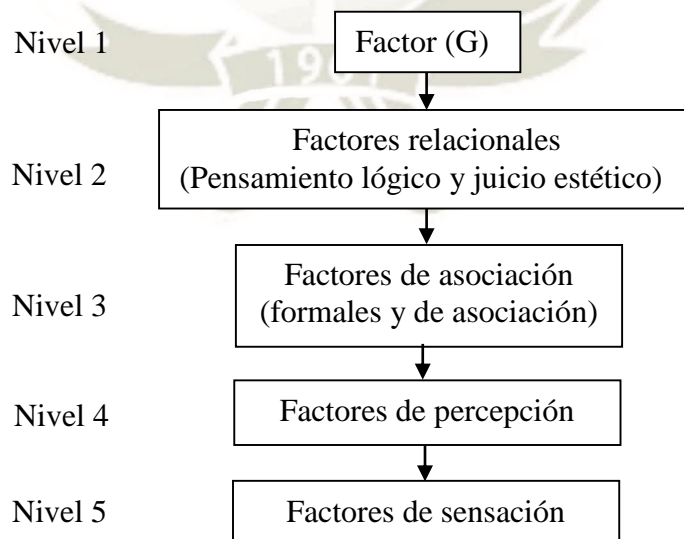 Nivel 1
Factor (G)
Nivel 2
Factores relacionales
(Pensamiento lógico y juicio estético)
Nivel 3
Factores de asociación
(formales y de asociación)
Nivel 4
Factores de percepción
Nivel 5
Factores de sensación